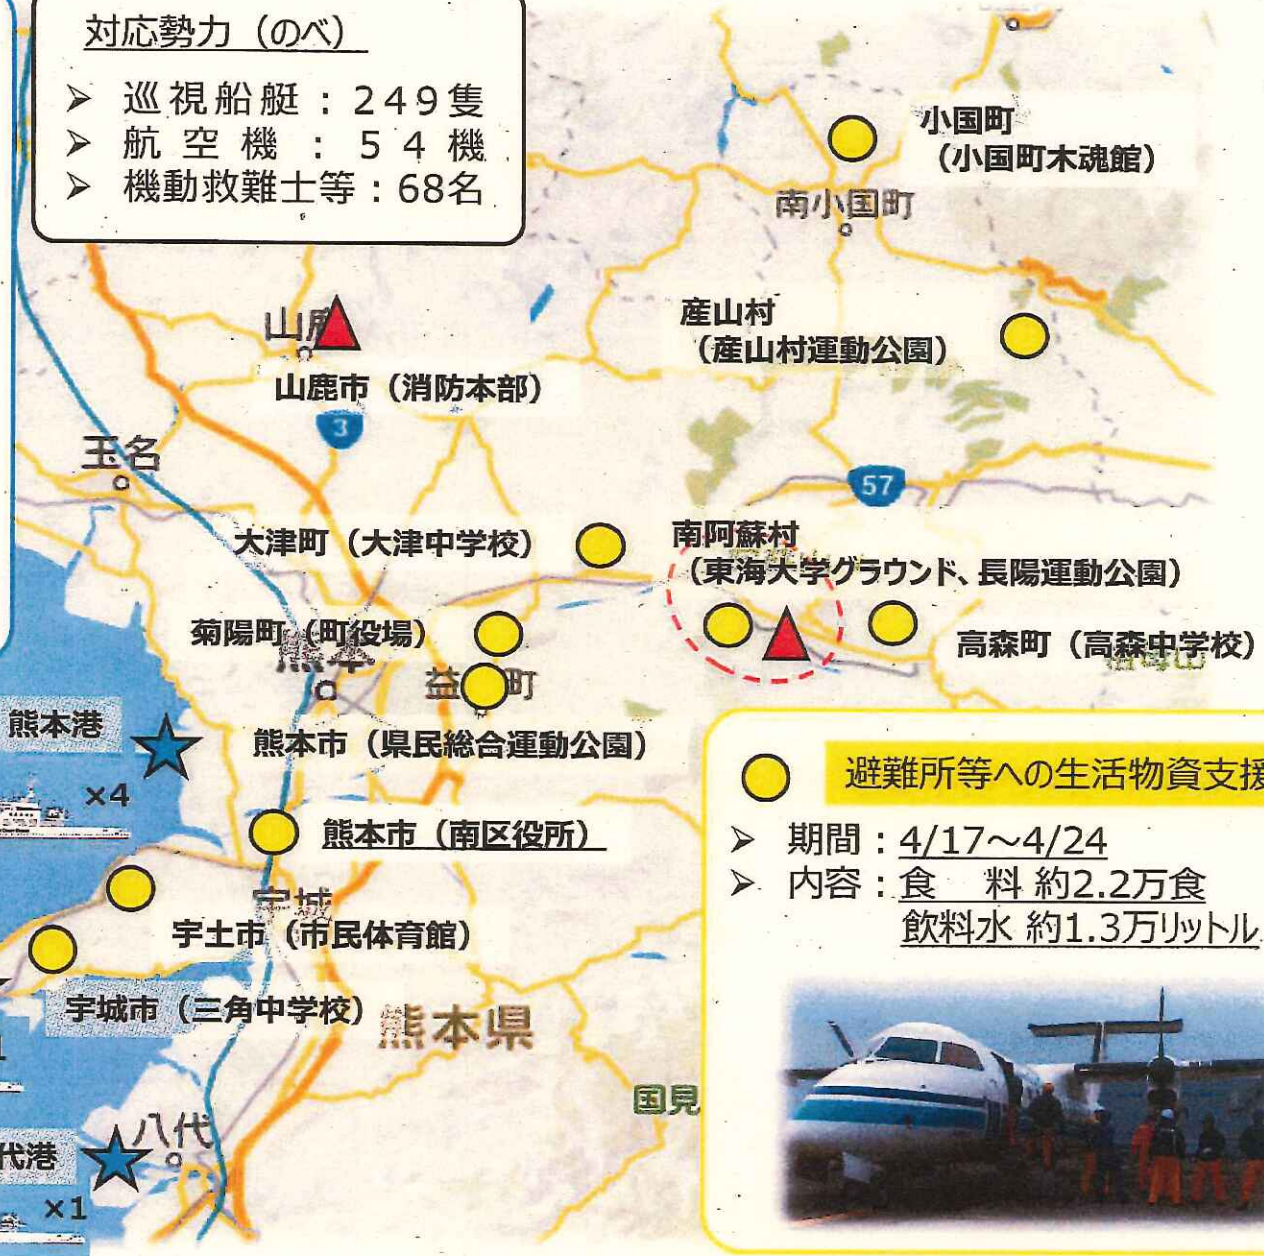 対応勢力（のべ）
➢ 巡視船艇：249隻
➢ 航空機：54機
➢ 機動救難士等：68名
小国町
（小国町木魂館）
南小国町
産山村
（産山村運動公園）
山鹿市（消防本部）
3
玉名
57
大津町（大津中学校）
南阿蘇村
（東海大学グラウンド、長陽運動公園）
菊陽町（町役場）
高森町（高森中学校）
熊本港
×4
熊本市（県民総合運動公園）
避難所等への生活物資支援
➢ 期間：4/17～4/24
➢ 内容：食　料 約2.2万食
飲料水 約1.3万リットル
熊本市（南区役所）
宇城
宇土市（市民体育館）
宇城市（三角中学校）
熊本県
国見
八代
代港
×1